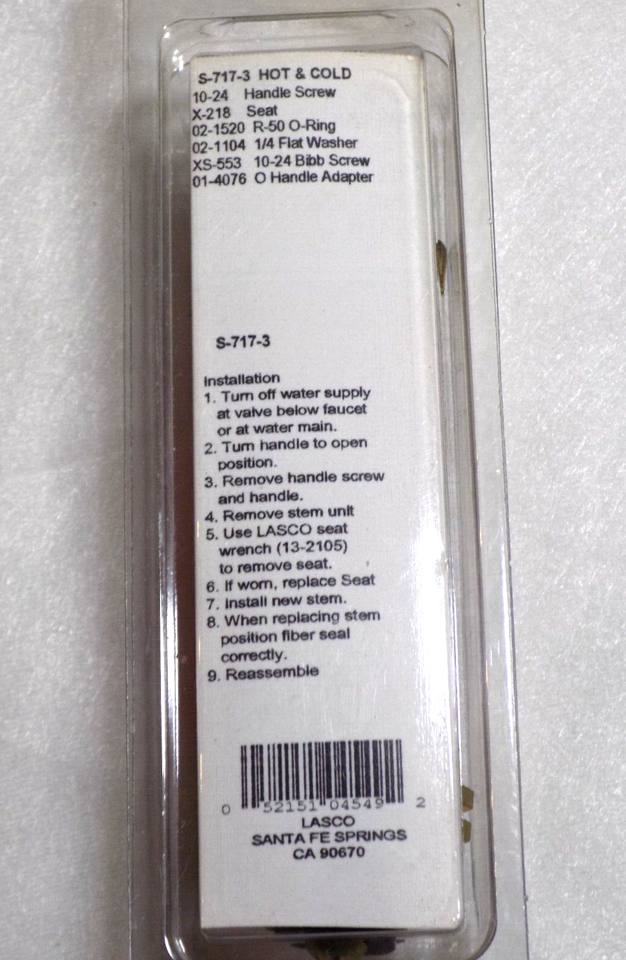 S-717-3 HOT & COLD
10-24 Handle Screw
X-218 Seat
02-1520 R-50 O-Ring
02-1104 1/4 Flat Washer
XS-553 10-24 Bibb Screw
01-4076 O Handle Adapter
S-717-3
Installation
1. Turn off water supply
at valve below faucet
or at water main.
2. Turn handle to open
position.
3. Remove handle screw
and handle.
4. Remove stem unit
5. Use LASCO seat
wrench (13-2105)
to remove seat.
6. If worn, replace Seat
7. Install new stem.
8. When replacing stem
position fiber seal
correctly.
9. Reassemble
0 52151 04549 2
LASCO
SANTA FE SPRINGS
CA 90670